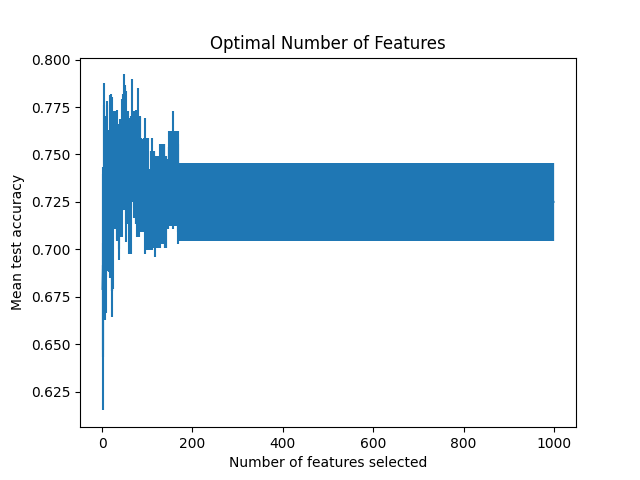 Optimal Number of Features
0.800
0.775
0.750
0.725
0.700
0.675
0.650
0.625
Mean test accuracy
0 200 400 600 800 1000
Number of features selected